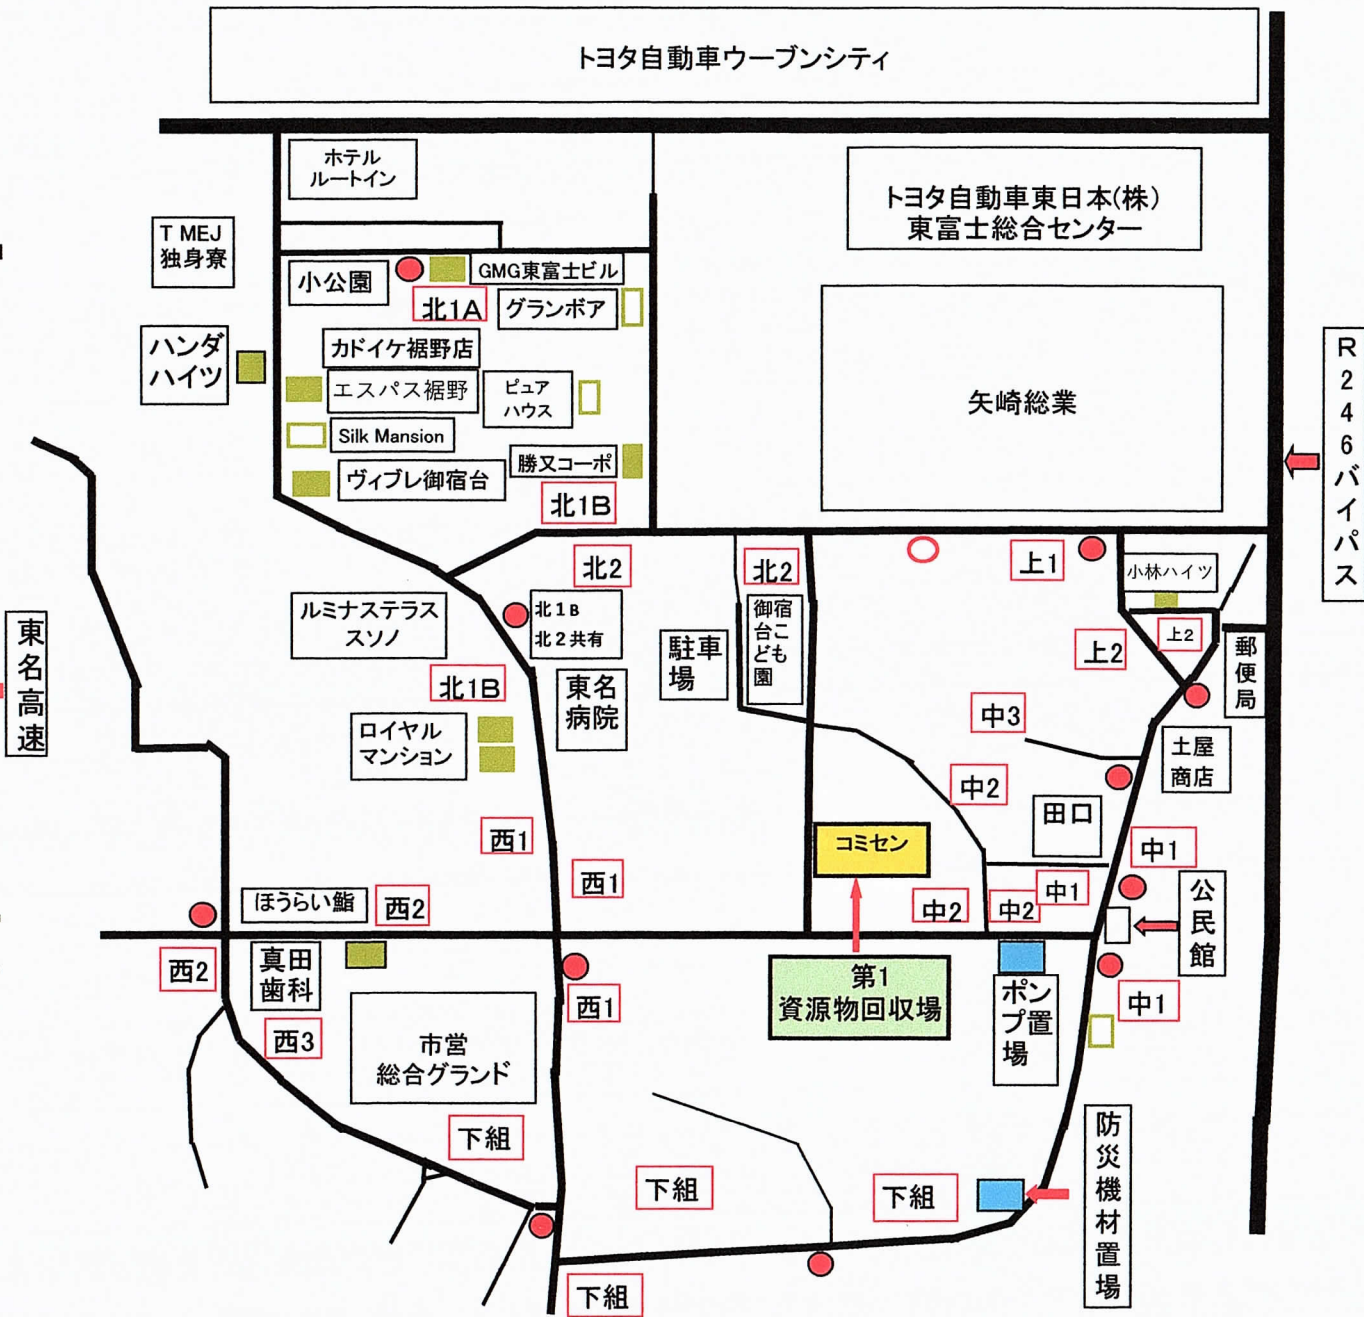 トヨタ自動車ウーブンシティ
ホテル
ルートイン
トヨタ自動車東日本(株)
東富士総合センター
T MEJ
独身寮
小公園
GMG東富士ビル
北1A
グランボア
ハンダ
ハイツ
カドイケ裾野店
エスパス裾野
ピュア
ハウス
矢崎総業
R246バイパス
Silk Mansion
勝又コーポ
ヴィブレ御宿台
北1B
北2
北2
上1
小林ハイツ
ルミナステラス
スソノ
北1B
北2共有
御宿
台こ
ども
園
駐車
場
上2
上2
郵便局
東名高速
北1B
東名
病院
中3
ロイヤル
マンション
土屋
商店
中2
田口
西1
コミセン
中1
西1
ほうらい鮨
西2
中2
中2
中1
公民館
西2
真田
歯科
西1
第1
資源物回収場
ポン
プ置
場
中1
西3
市営
総合グランド
下組
防災機材置場
下組
下組
下組